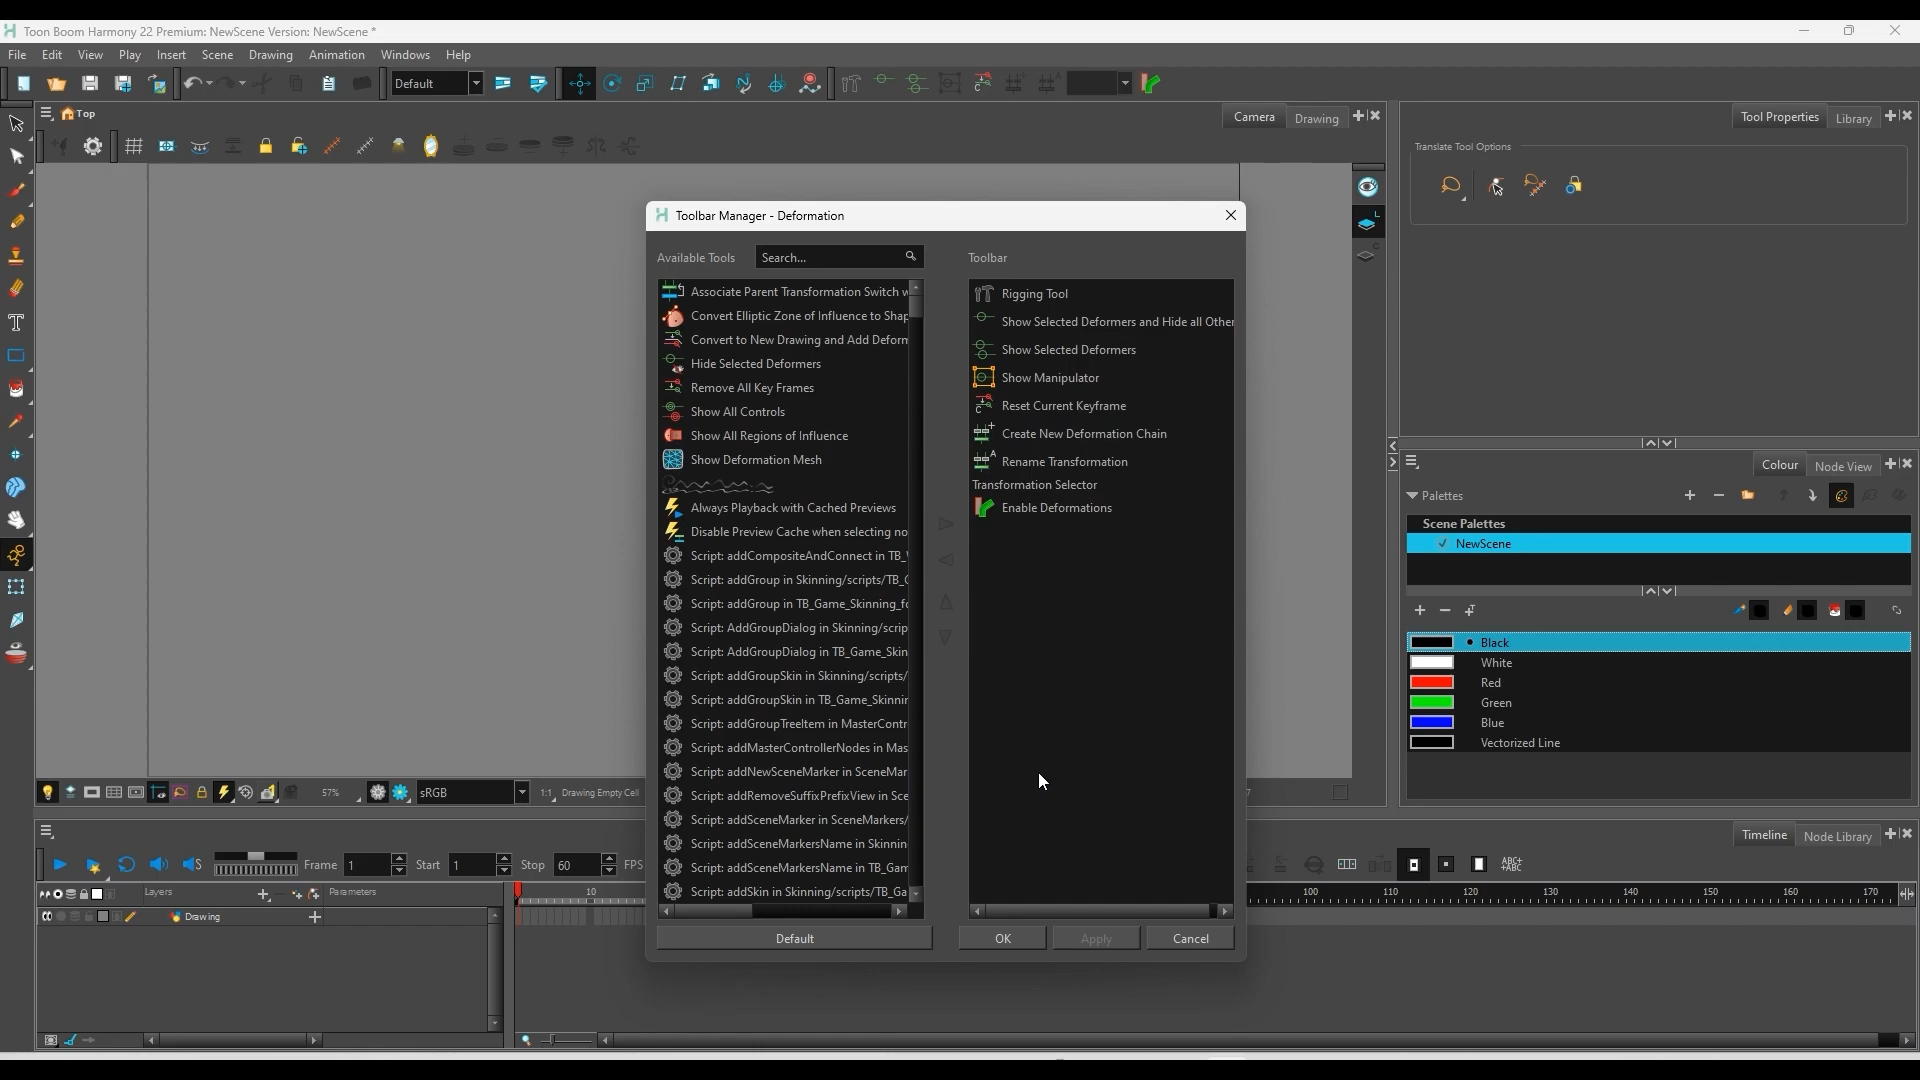 Toon Boom Harmony 22 Premium: NewScene Version: NewScene *
File Edit View Play Insert Scene Drawing Animation Windows Help
Default
Top
Camera
Drawing
Tool Properties
Library
Translate Tool Options
Toolbar Manager - Deformation
Available Tools
Search...
Toolbar
Associate Parent Transformation Switch
Convert Elliptic Zone of Influence to Shap
Convert to New Drawing and Add Deform
Hide Selected Deformers
Remove All Key Frames
Show All Controls
Show All Regions of Influence
Show Deformation Mesh
Always Playback with Cached Previews
Disable Preview Cache when selecting no
Script: addCompositeAndConnect in TB_
Script: addGroup in Skinning/scripts/TB_
Script: addGroup in TB_Game_Skinning_f
Script: AddGroupDialog in Skinning/scrip
Script: AddGroupDialog in TB_Game_Skin
Script: addGroupSkin in Skinning/scripts/
Script: addGroupSkin in TB_Game_Skinnin
Script: addGroupTreeItem in MasterContr
Script: addMasterControllerNodes in Mas
Script: addNewSceneMarker in SceneMar
Script: addRemoveSuffixPrefixView in Sce
Script: addSceneMarker in SceneMarkers/
Script: addSceneMarkersName in Skinnin
Script: addSceneMarkersName in TB_Gam
Script: addSkin in Skinning/scripts/TB_Ga
Rigging Tool
Show Selected Deformers and Hide all Other
Show Selected Deformers
Show Manipulator
Reset Current Keyframe
Create New Deformation Chain
Rename Transformation
Transformation Selector
Enable Deformations
Default
OK
Apply
Cancel
Colour
Node View
Palettes
Scene Palettes
NewScene
Black
White
Red
Green
Blue
Vectorized Line
57%
sRGB
1:1
Drawing Empty Cell
7
Timeline
Node Library
Frame 1 Start 1 Stop 60 FPS
ABC+
+ABC
Layers
Parameters
10
100 110 120 130 140 150 160 170
Drawing